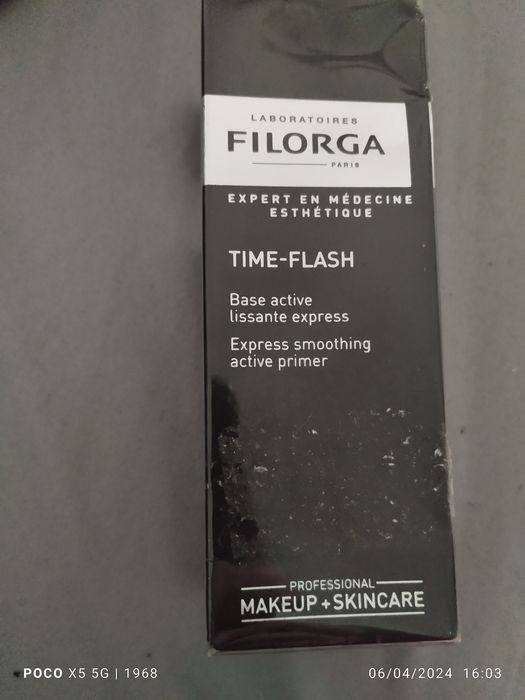 LABORATOIRES
FILORGA
PARIS
EXPERT EN MÉDECINE
ESTHÉTIQUE
TIME-FLASH
Base active
lissante express
Express smoothing
active primer
PROFESSIONAL
MAKEUP + SKINCARE
POCO X5 5G | 1968
06/04/2024 16:03